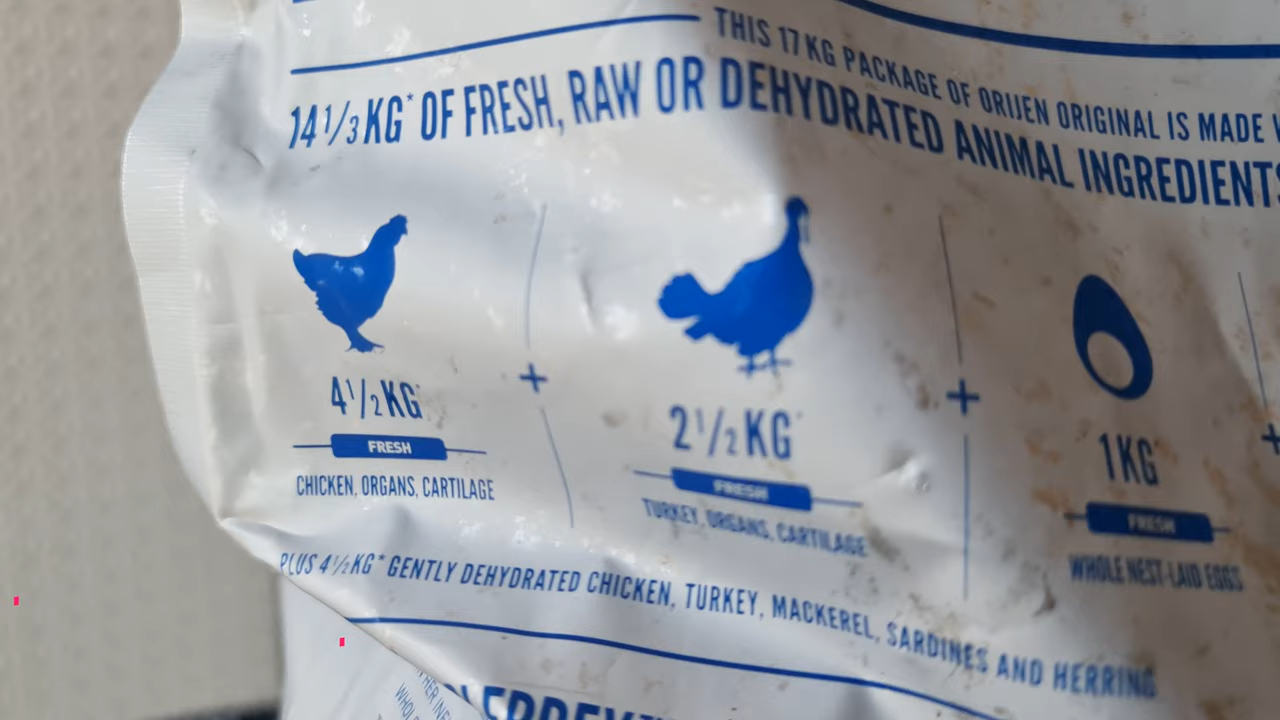 THIS 17 KG PACKAGE OF ORIJEN ORIGINAL IS MADE
14 1/3 KG* OF FRESH, RAW OR DEHYDRATED ANIMAL INGREDIENTS
4 1/2 KG*
FRESH
CHICKEN, ORGANS, CARTILAGE
+
2 1/2 KG*
FRESH
TURKEY, ORGANS, CARTILAGE
+
1 KG
FRESH
WHOLE NEST-LAID EGGS
+
PLUS 4 1/2 KG* GENTLY DEHYDRATED CHICKEN, TURKEY, MACKEREL, SARDINES AND HERRING